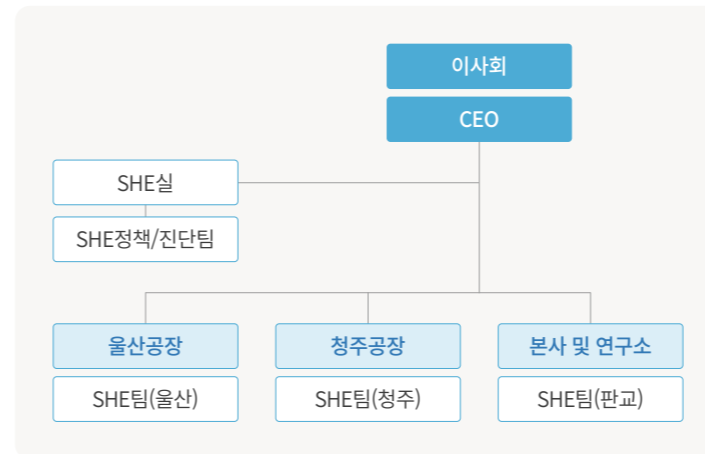 이사회
CEO
SHE실
SHE정책/진단팀
울산공장
청주공장
본사 및 연구소
SHE팀(울산)
SHE팀(청주)
SHE팀(판교)